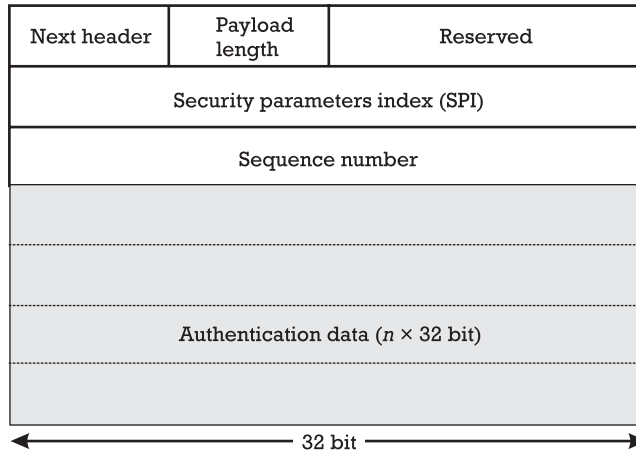 Next header
Payload
length
Reserved
Security parameters index (SPI)
Sequence number
Authentication data (n × 32 bit)
32 bit